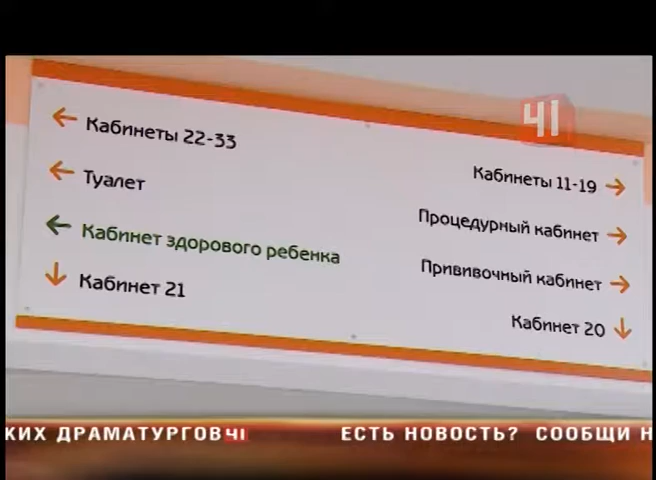 41
Кабинеты 22-33
Туалет
Кабинет здорового ребенка
Кабинет 21
Кабинеты 11-19
Процедурный кабинет
Прививочный кабинет
Кабинет 20
КИХ ДРАМАТУРГОВ 41 ЕСТЬ НОВОСТЬ? СООБЩИ Н